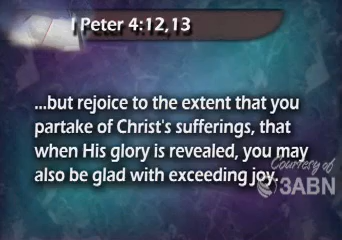 I Peter 4:12,13
...but rejoice to the extent that you
partake of Christ's sufferings, that
when His glory is revealed, you may
also be glad with exceeding joy.
Courtesy of
3ABN